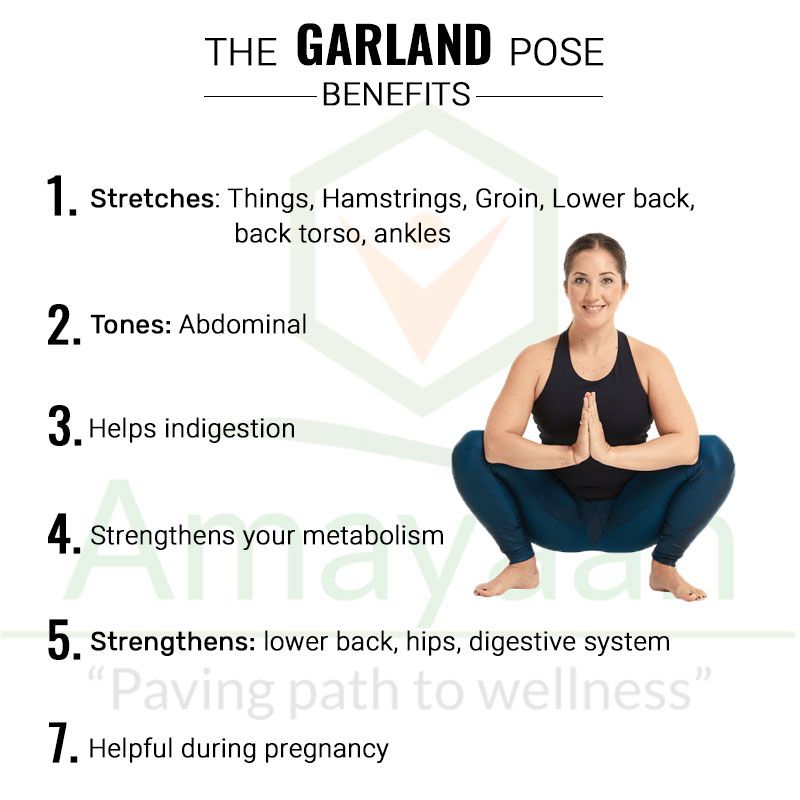 THE GARLAND POSE
BENEFITS
1. Stretches: Things, Hamstrings, Groin, Lower back,
back torso, ankles
2. Tones: Abdominal
3. Helps indigestion
4. Strengthens your metabolism
Amayaan
5. Strengthens: lower back, hips, digestive system
“Paving path to wellness”
7. Helpful during pregnancy